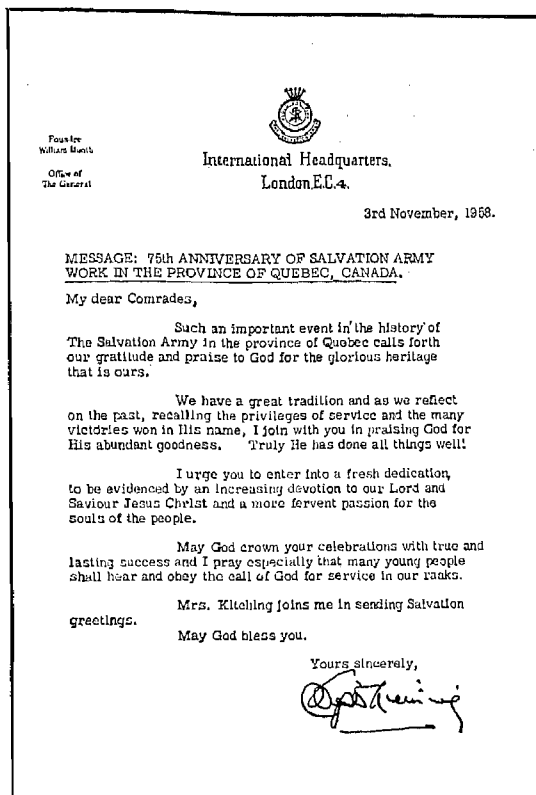 Founder
William Booth
Office of
The General
International Headquarters.
London.E.C.4.
3rd November, 1958.
MESSAGE: 75th ANNIVERSARY OF SALVATION ARMY
WORK IN THE PROVINCE OF QUEBEC, CANADA.
My dear Comrades,
Such an important event in the history of
The Salvation Army in the province of Quebec calls forth
our gratitude and praise to God for the glorious heritage
that is ours.
We have a great tradition and as we reflect
on the past, recalling the privileges of service and the many
victories won in His name, I join with you in praising God for
His abundant goodness. Truly He has done all things well!
I urge you to enter into a fresh dedication,
to be evidenced by an increasing devotion to our Lord and
Saviour Jesus Christ and a more fervent passion for the
souls of the people.
May God crown your celebrations with true and
lasting success and I pray especially that many young people
shall hear and obey the call of God for service in our ranks.
Mrs. Kitching joins me in sending Salvation
greetings.
May God bless you.
Yours sincerely,